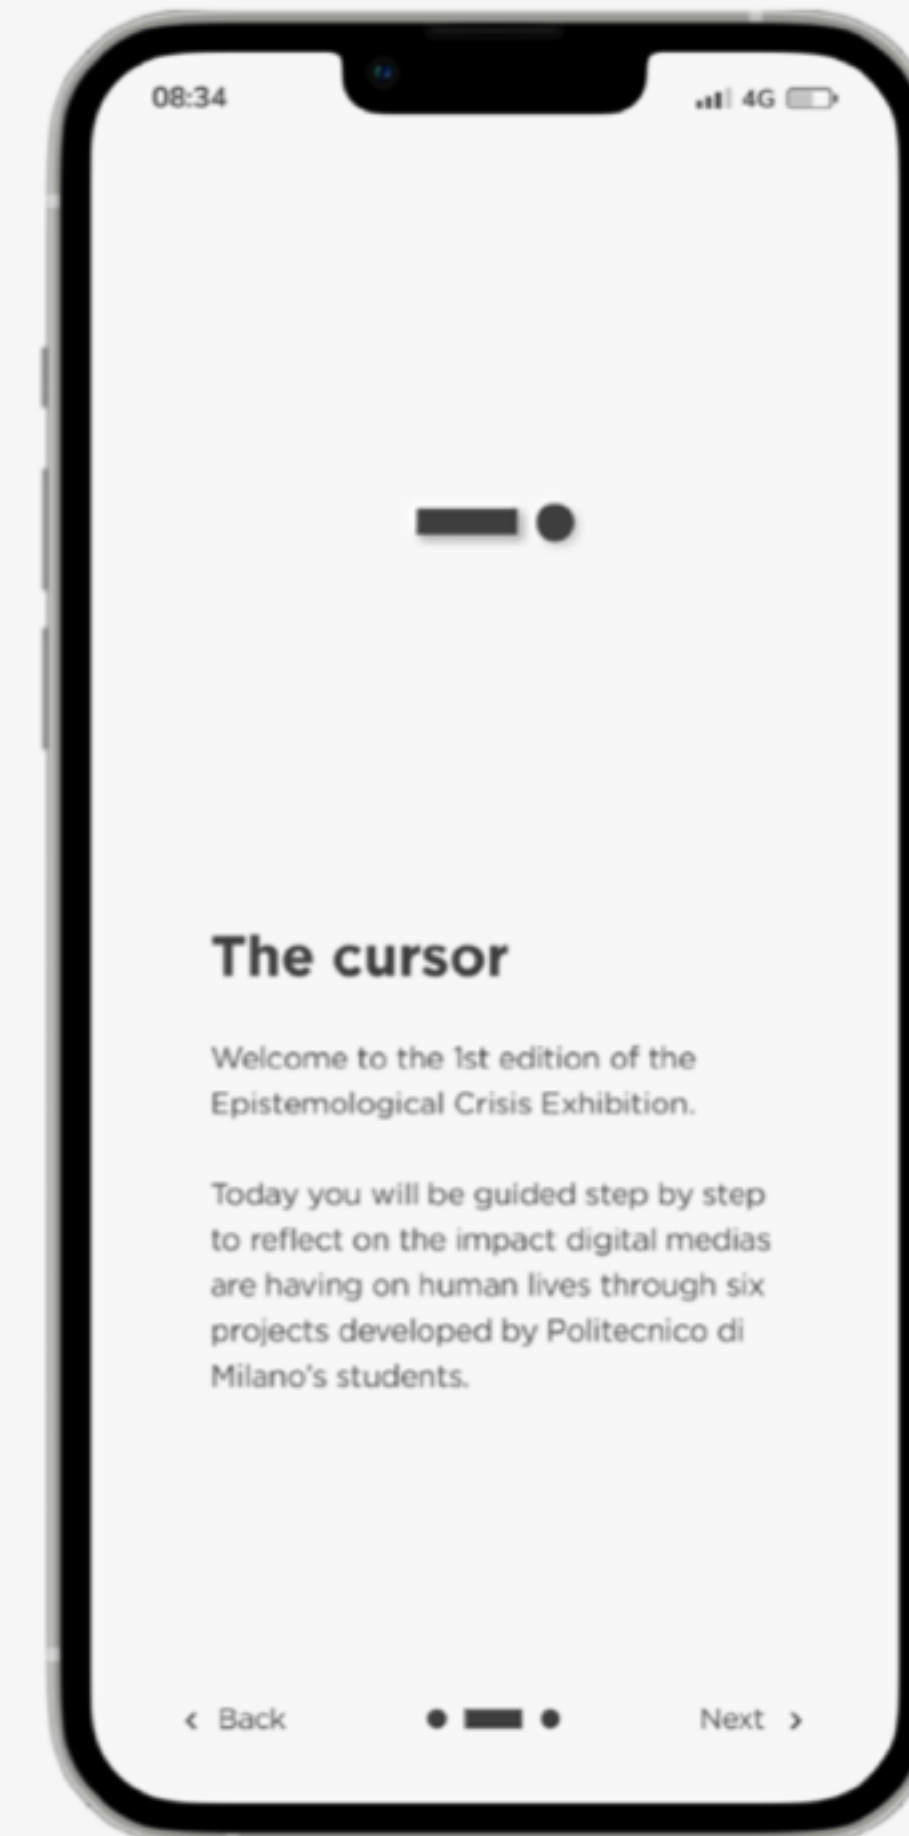 08:34
4G
The cursor
Welcome to the 1st edition of the
Epistemological Crisis Exhibition.
Today you will be guided step by step
to reflect on the impact digital medias
are having on human lives through six
projects developed by Politecnico di
Milano's students.
‹ Back
Next ›